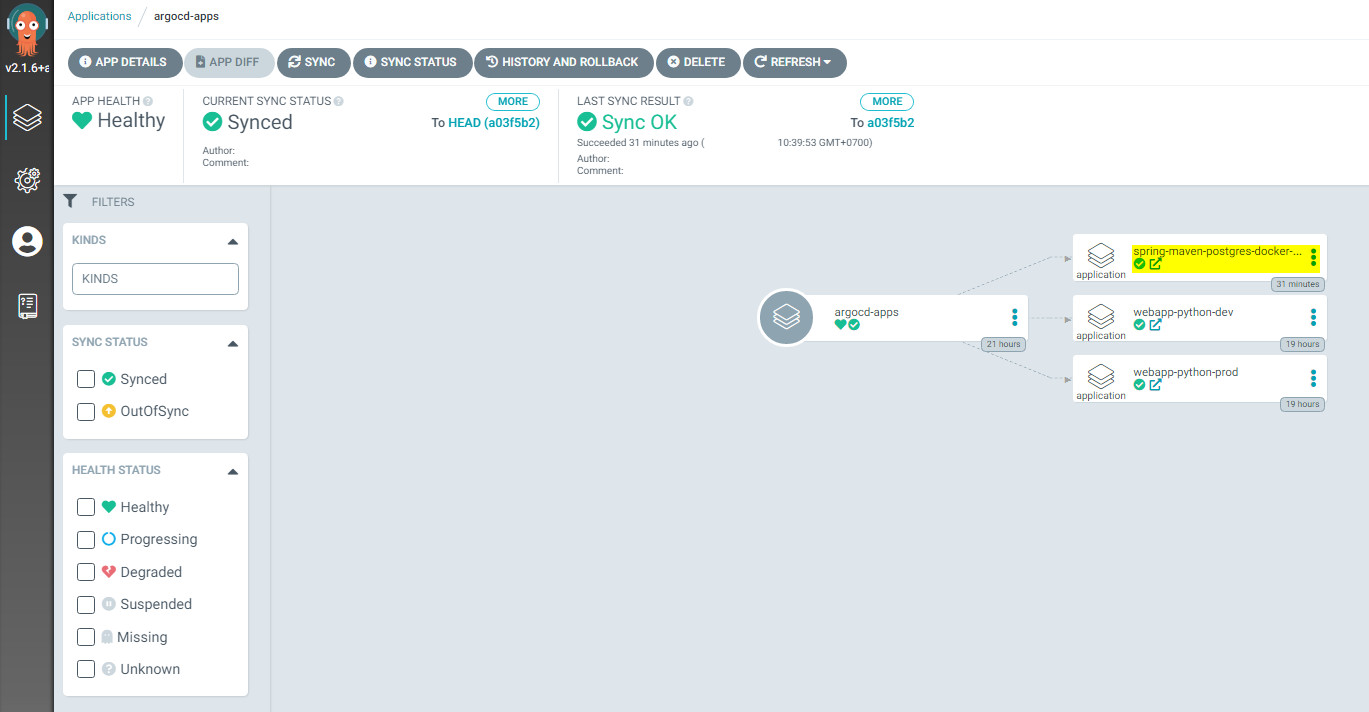 Applications / argocd-apps
v2.1.6+a
APP DETAILS
APP DIFF
SYNC
SYNC STATUS
HISTORY AND ROLLBACK
DELETE
REFRESH
APP HEALTH
Healthy
CURRENT SYNC STATUS
MORE
Synced
To HEAD (a03f5b2)
Author:
Comment:
LAST SYNC RESULT
MORE
Sync OK
To a03f5b2
Succeeded 31 minutes ago ( 10:39:53 GMT+0700)
Author:
Comment:
FILTERS
KINDS
KINDS
SYNC STATUS
Synced
OutOfSync
HEALTH STATUS
Healthy
Progressing
Degraded
Suspended
Missing
Unknown
argocd-apps
21 hours
spring-maven-postgres-docker-...
application
31 minutes
webapp-python-dev
application
19 hours
webapp-python-prod
application
19 hours